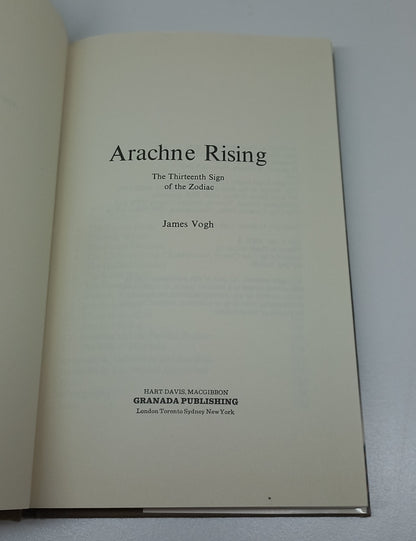 Arachne Rising
The Thirteenth Sign
of the Zodiac
James Vogh
HART-DAVIS, MACGIBBON
GRANADA PUBLISHING
London Toronto Sydney New York